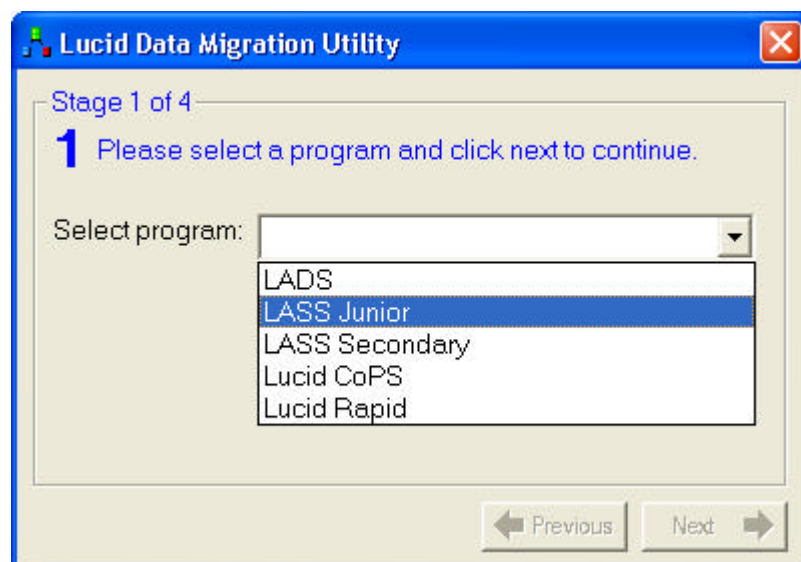 Lucid Data Migration Utility
Stage 1 of 4
1 Please select a program and click next to continue.
Select program:
LADS
LASS Junior
LASS Secondary
Lucid CoPS
Lucid Rapid
Previous
Next